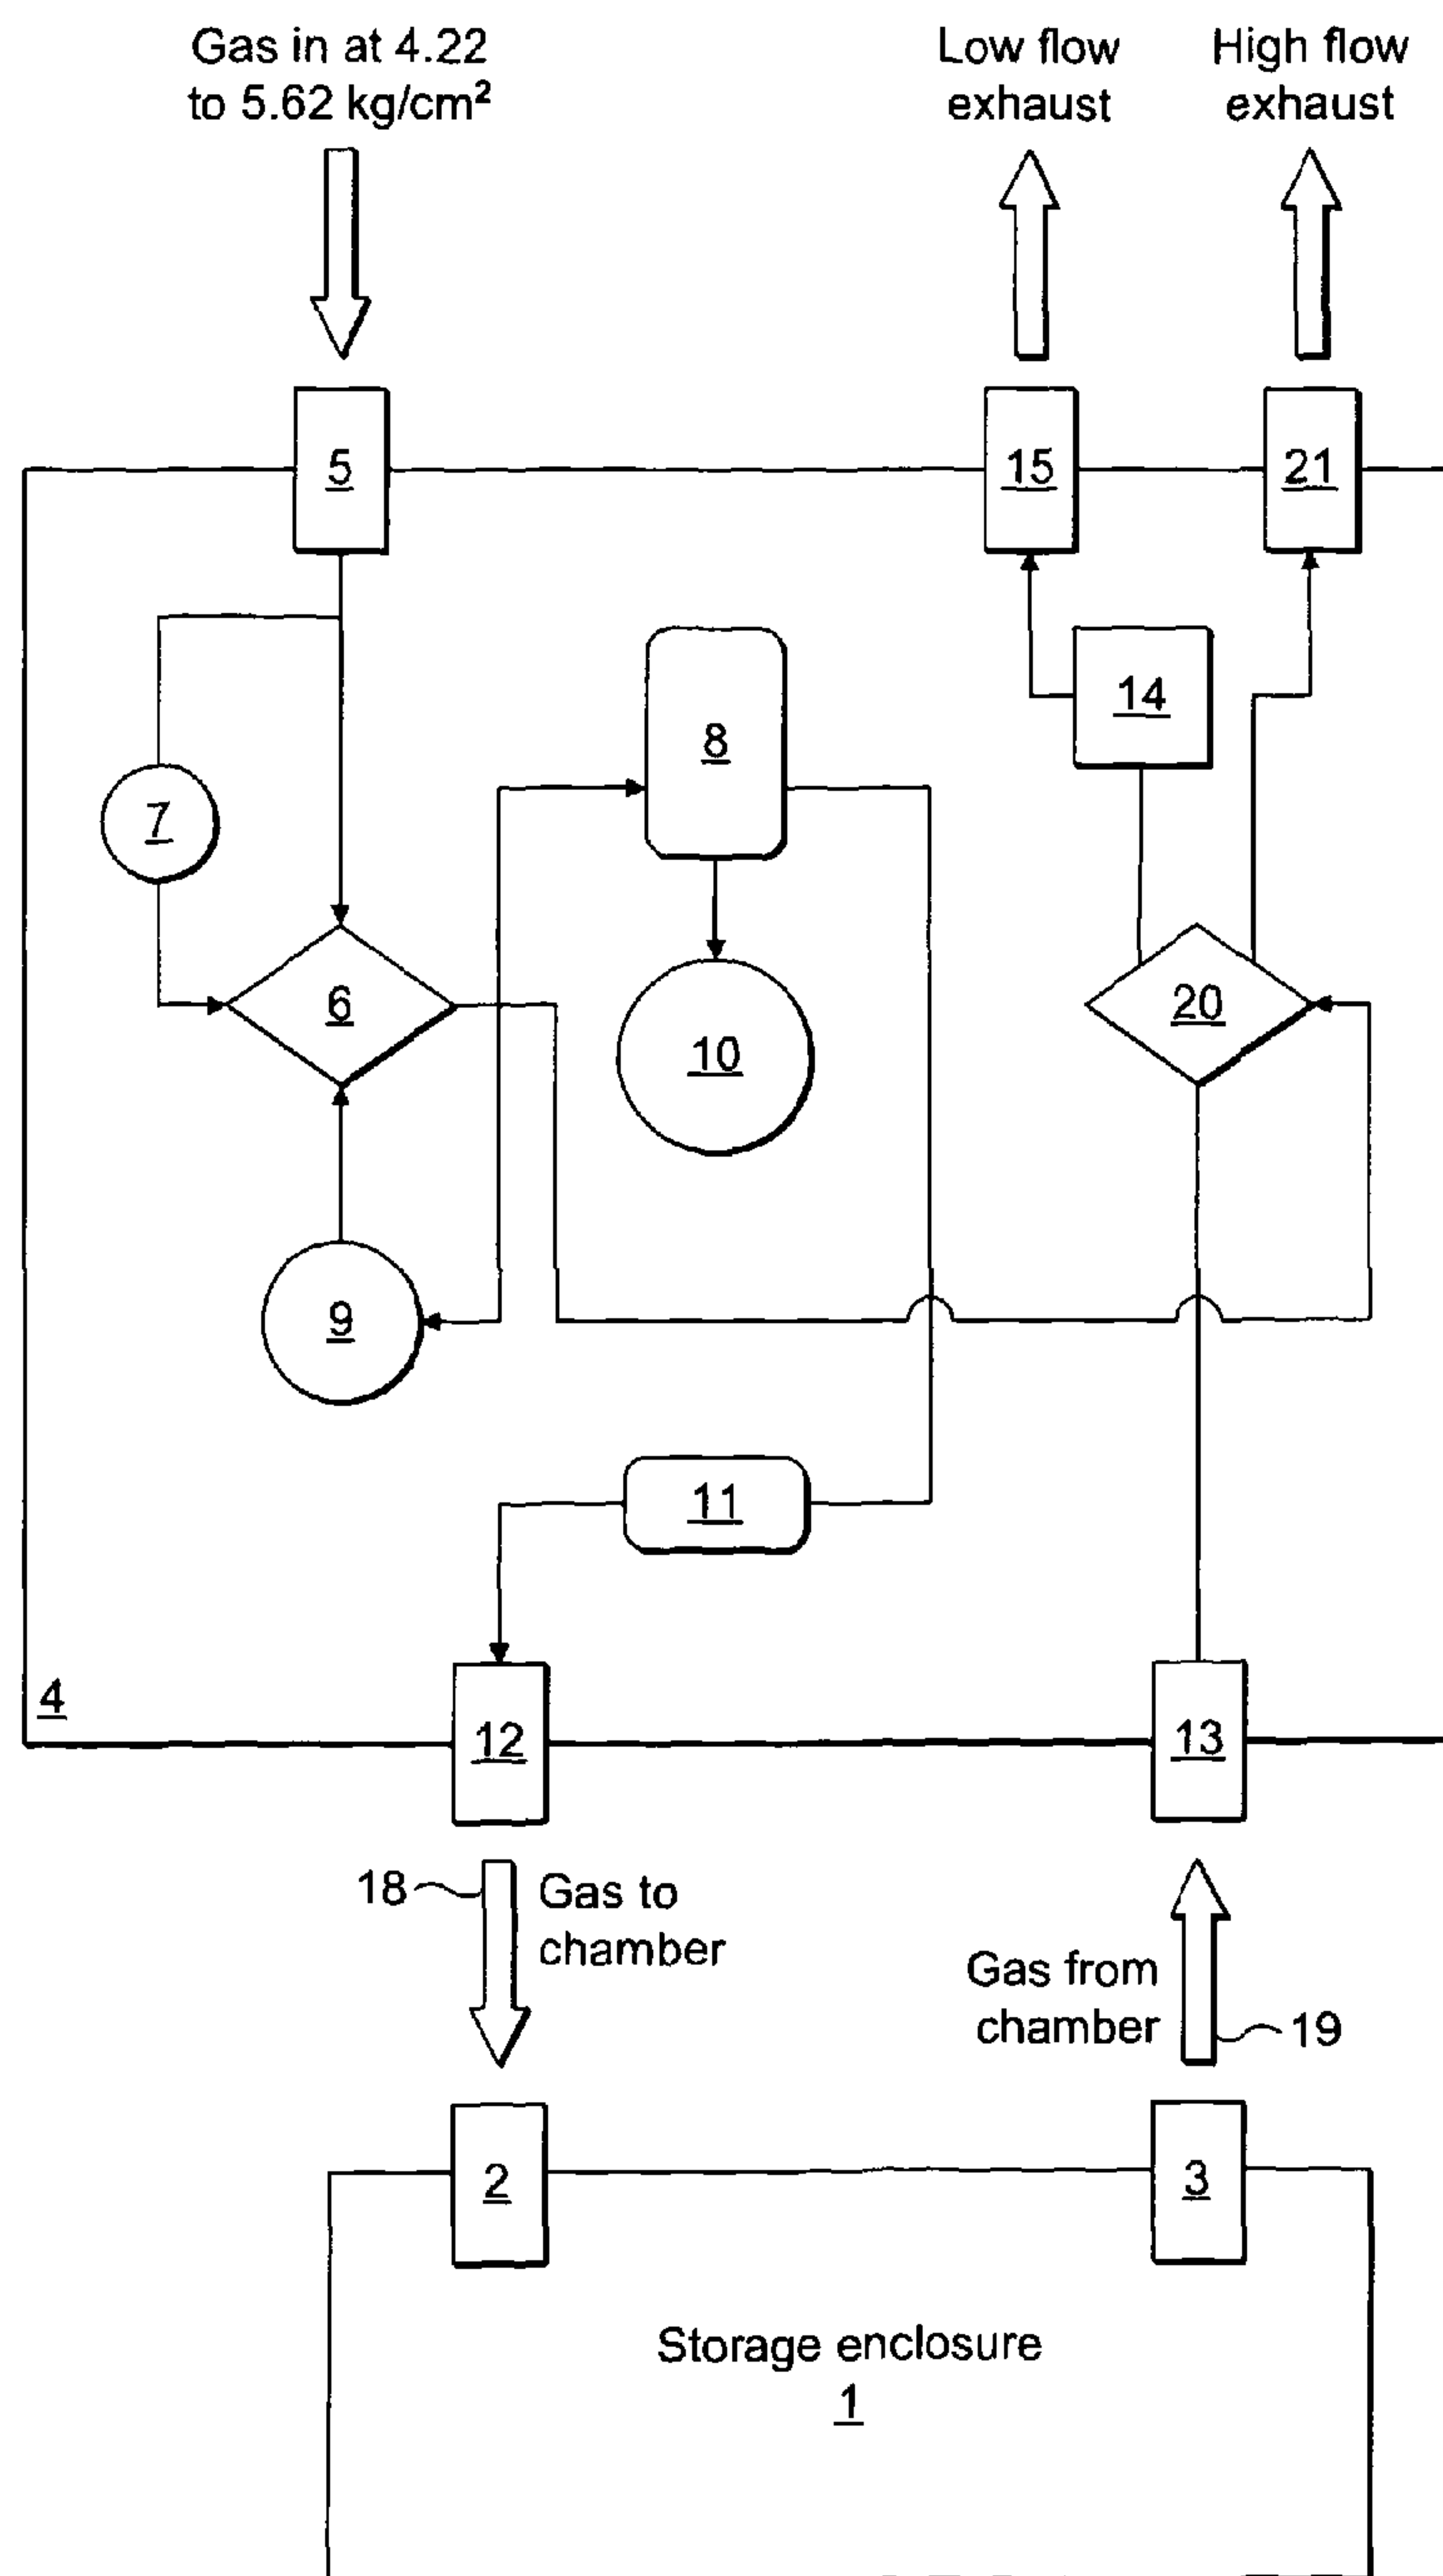 Gas in at 4.22
to 5.62 kg/cm²
Low flow
exhaust
High flow
exhaust
5
15
21
14
8
7
6
20
10
9
11
4
12
13
18
Gas to
chamber
Gas from
chamber
19
2
3
Storage enclosure
1